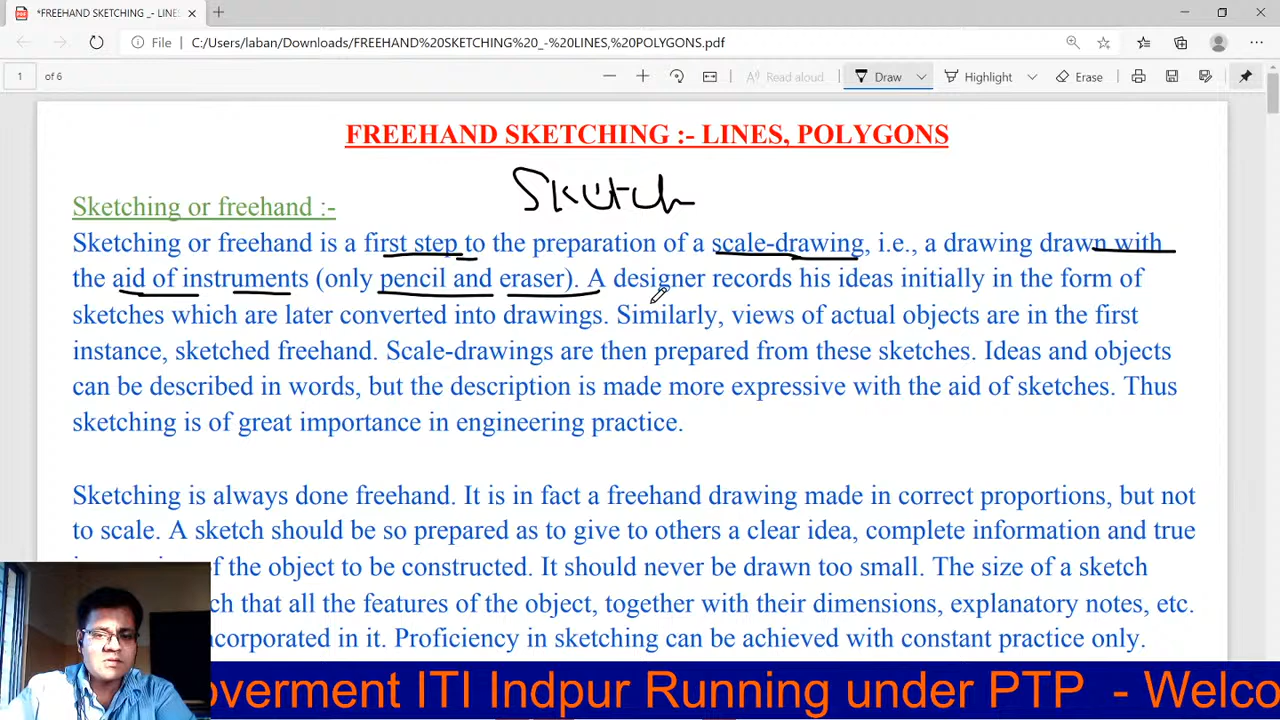 *FREEHAND SKETCHING _- LINES
File C:/Users/laban/Downloads/FREEHAND%20SKETCHING%20_-%20LINES,%20POLYGONS.pdf
1 of 6 Read aloud Draw Highlight Erase
FREEHAND SKETCHING :- LINES, POLYGONS
Sketch
Sketching or freehand :-
Sketching or freehand is a first step to the preparation of a scale-drawing, i.e., a drawing drawn with
the aid of instruments (only pencil and eraser). A designer records his ideas initially in the form of
sketches which are later converted into drawings. Similarly, views of actual objects are in the first
instance, sketched freehand. Scale-drawings are then prepared from these sketches. Ideas and objects
can be described in words, but the description is made more expressive with the aid of sketches. Thus
sketching is of great importance in engineering practice.
Sketching is always done freehand. It is in fact a freehand drawing made in correct proportions, but not
to scale. A sketch should be so prepared as to give to others a clear idea, complete information and true
of the object to be constructed. It should never be drawn too small. The size of a sketch
that all the features of the object, together with their dimensions, explanatory notes, etc.
incorporated in it. Proficiency in sketching can be achieved with constant practice only.
overment ITI Indpur Running under PTP - Welco